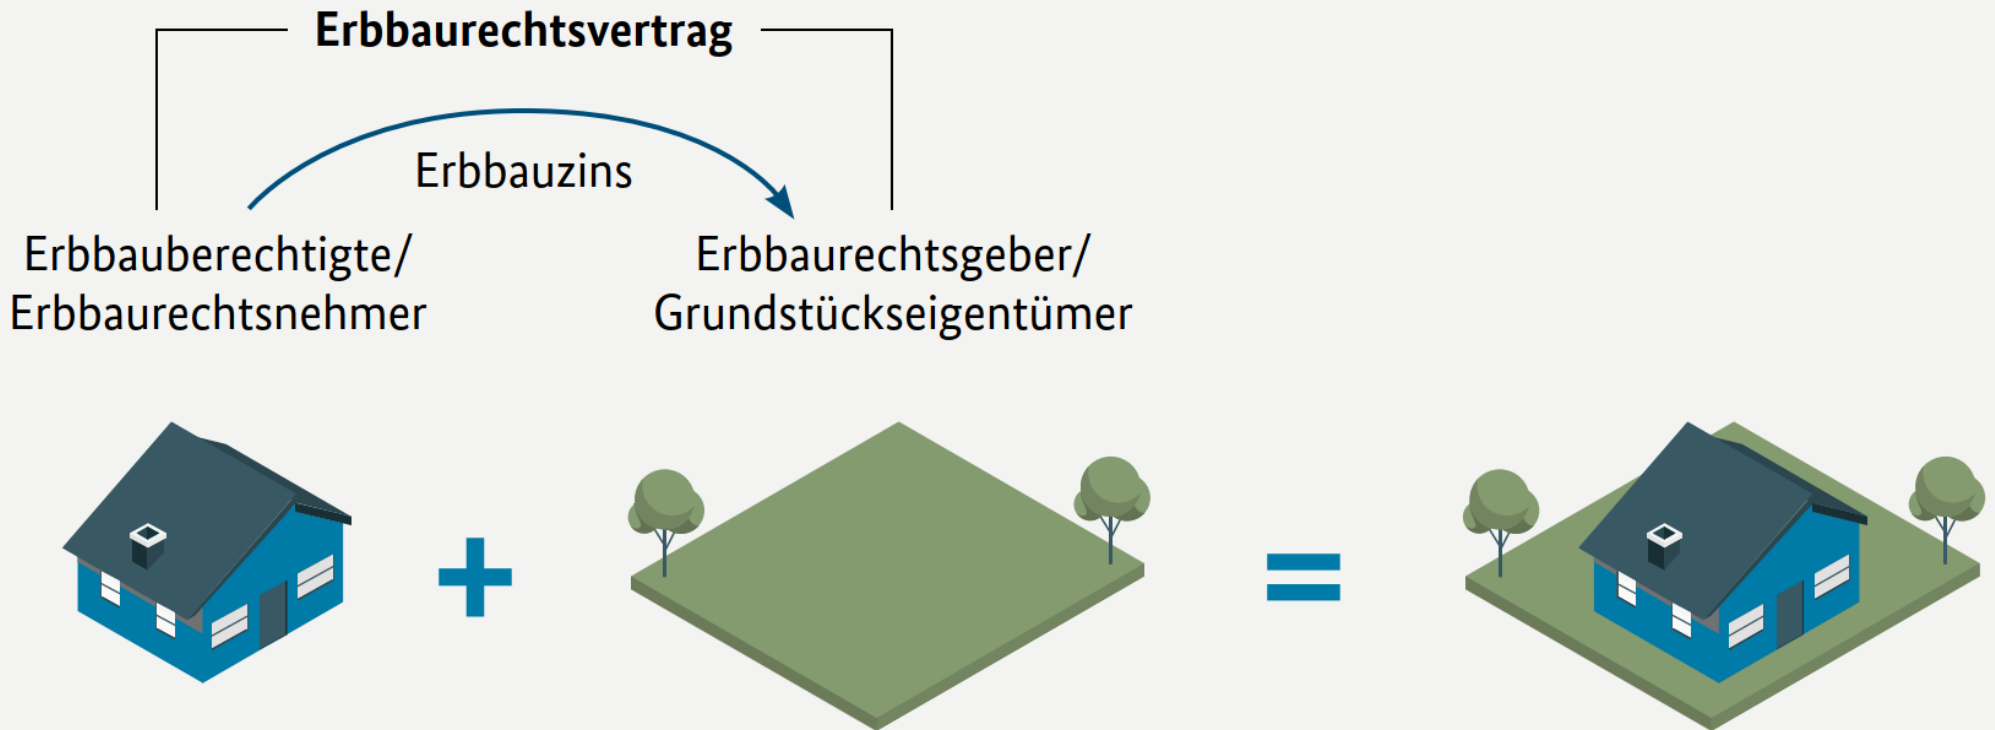 Erbbaurechtsvertrag
Erbbauzins
Erbbauberechtigte/
Erbbaurechtsnehmer
Erbbaurechtsgeber/
Grundstückseigentümer